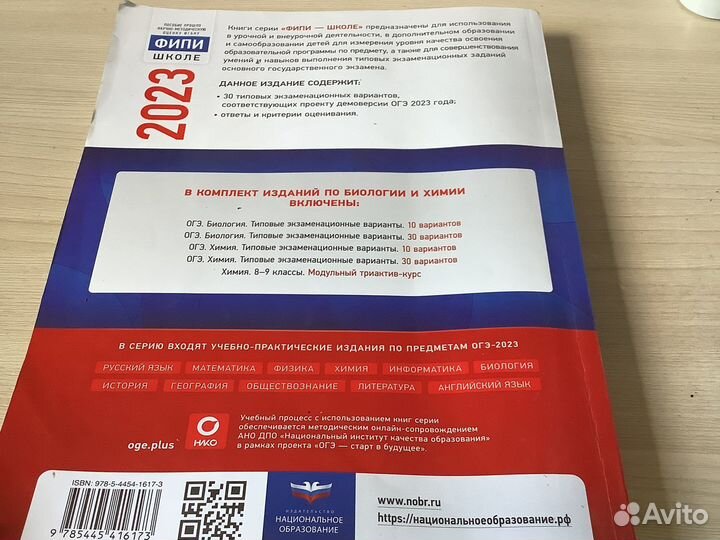 ПОСОБИЕ ПРОШЛО
НАУЧНО-МЕТОДИЧЕСКУЮ
ОЦЕНКУ ФГБНУ
ФИПИ
ШКОЛЕ
2023
Книги серии «ФИПИ — ШКОЛЕ» предназначены для использования
в урочной и внеурочной деятельности, в дополнительном образовании
и самообразовании детей для измерения уровня качества освоения
образовательной программы по предмету, а также для совершенствования
умений и навыков выполнения типовых экзаменационных заданий
основного государственного экзамена.
ДАННОЕ ИЗДАНИЕ СОДЕРЖИТ:
• 30 типовых экзаменационных вариантов,
соответствующих проекту демоверсии ОГЭ 2023 года;
• ответы и критерии оценивания.
В КОМПЛЕКТ ИЗДАНИЙ ПО БИОЛОГИИ И ХИМИИ
ВКЛЮЧЕНЫ:
ОГЭ. Биология. Типовые экзаменационные варианты. 10 вариантов
ОГЭ. Биология. Типовые экзаменационные варианты. 30 вариантов
ОГЭ. Химия. Типовые экзаменационные варианты. 10 вариантов
ОГЭ. Химия. Типовые экзаменационные варианты. 30 вариантов
Химия. 8–9 классы. Модульный триактив-курс
В СЕРИЮ ВХОДЯТ УЧЕБНО-ПРАКТИЧЕСКИЕ ИЗДАНИЯ ПО ПРЕДМЕТАМ ОГЭ-2023
РУССКИЙ ЯЗЫК МАТЕМАТИКА ФИЗИКА ХИМИЯ ИНФОРМАТИКА БИОЛОГИЯ
ИСТОРИЯ ГЕОГРАФИЯ ОБЩЕСТВОЗНАНИЕ ЛИТЕРАТУРА АНГЛИЙСКИЙ ЯЗЫК
oge.plus
НАКО
Учебный процесс с использованием книг серии
обеспечивается методическим онлайн-сопровождением
АНО ДПО «Национальный институт качества образования»
в рамках проекта «ОГЭ — старт в будущее».
ISBN: 978-5-4454-1617-3
9 785445 416173
ИЗДАТЕЛЬСТВО
НАЦИОНАЛЬНОЕ
ОБРАЗОВАНИЕ
www.nobr.ru
https://национальноеобразование.рф
Avito